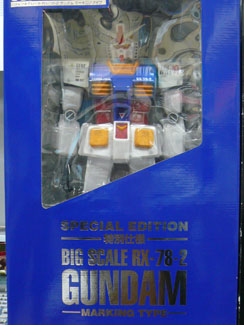 SPECIAL EDITION
特別仕様
BIG SCALE RX-78-2
GUNDAM
MARKING TYPE